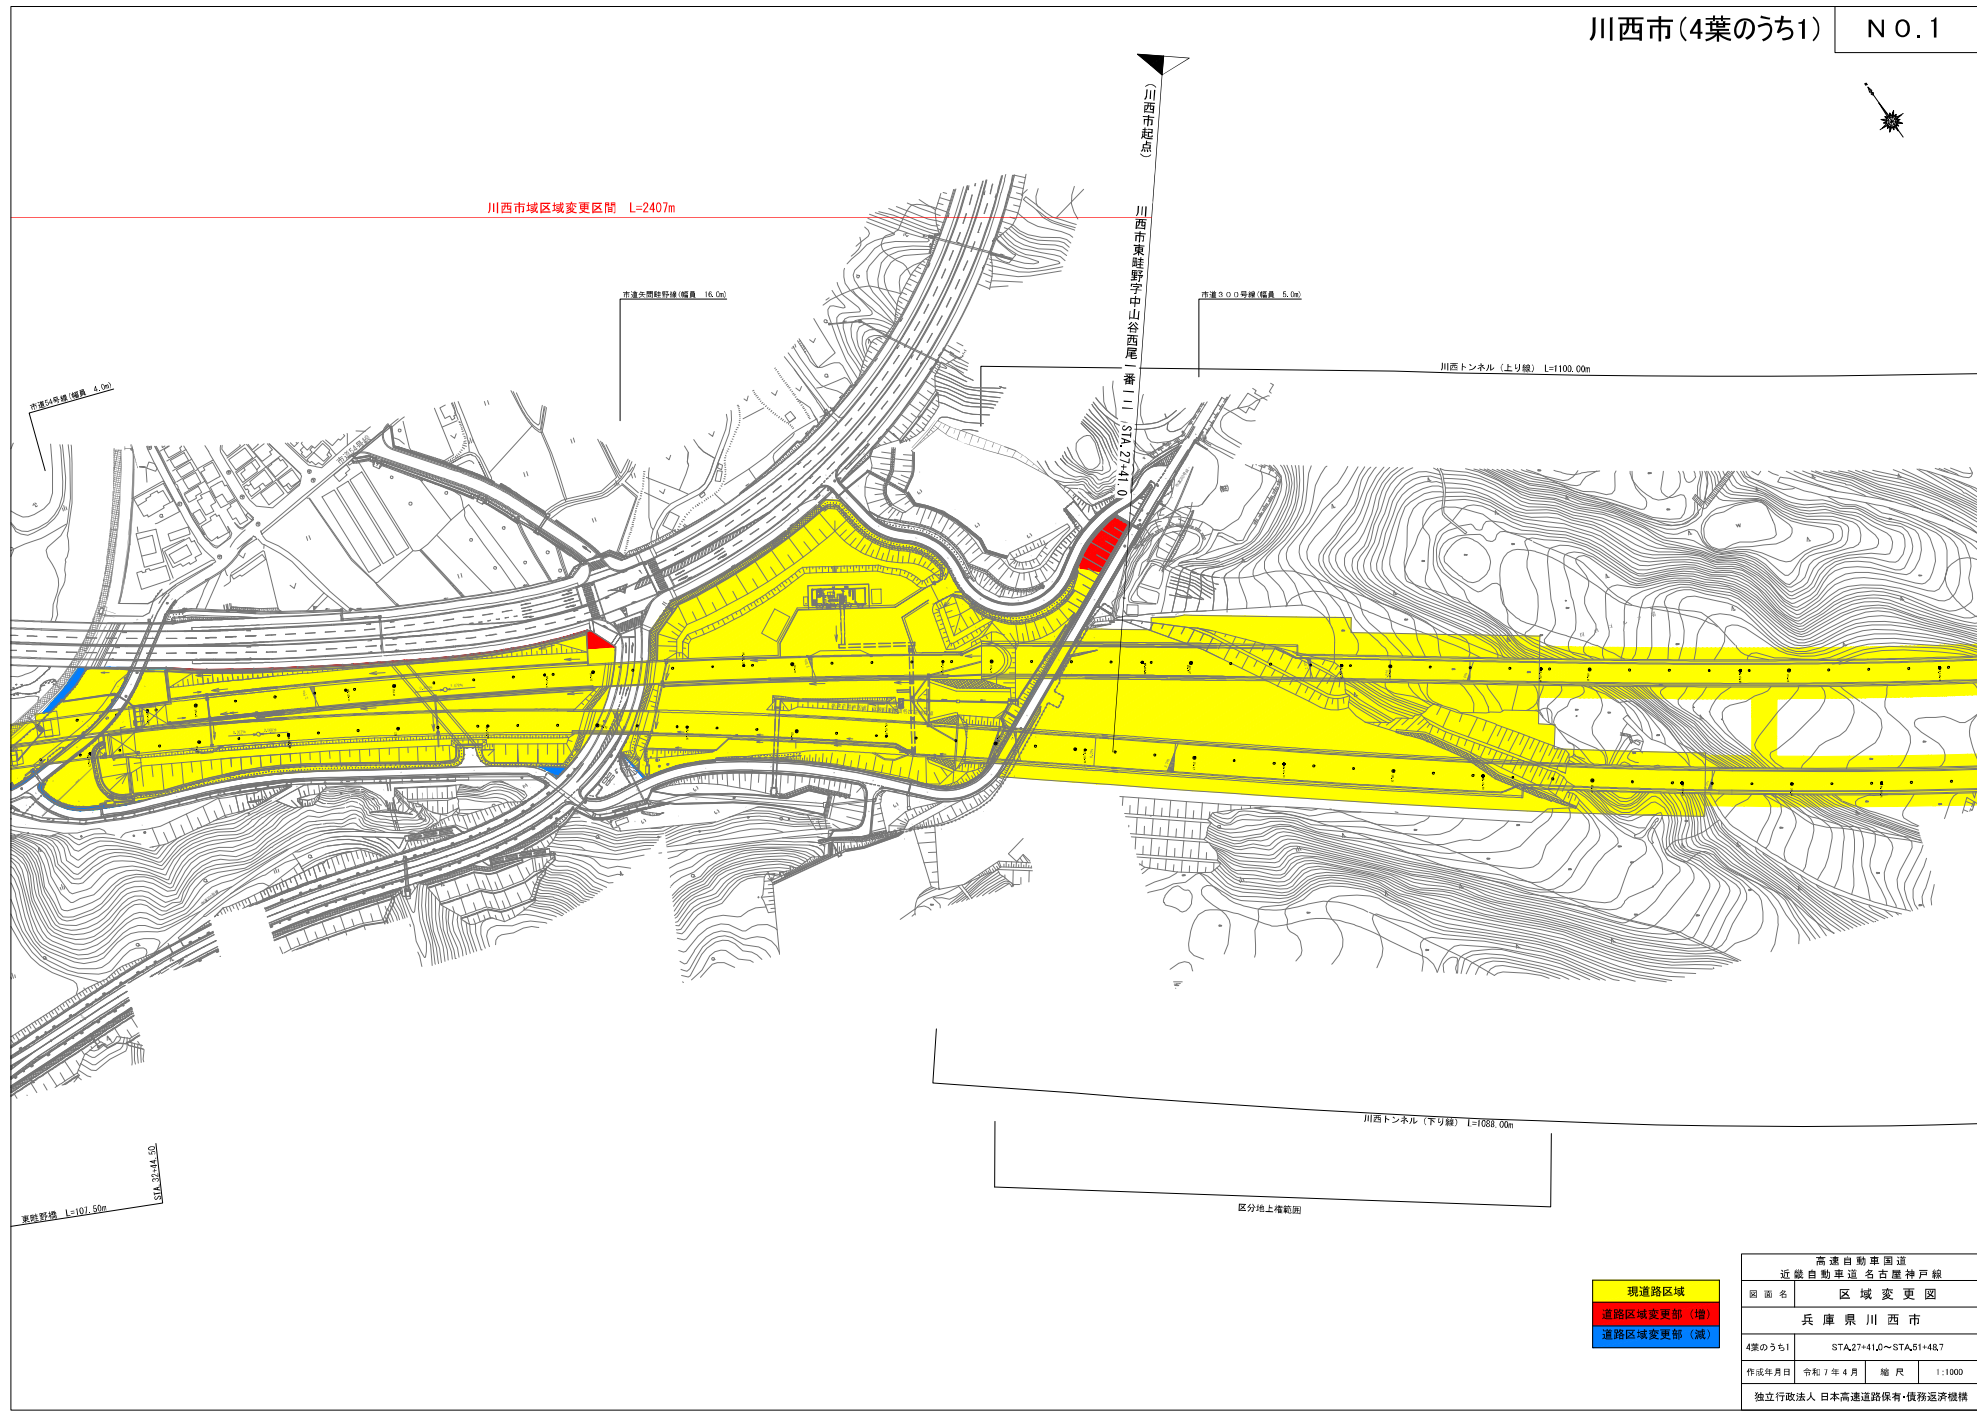 川西市(4葉のうち1)
NO.1
(川西市起点)
川西市東畦野字中山谷西尾一番一二 STA.27+41.0
川西市域区域変更区間 L=2407m
市道矢問畦野線(幅員 16.0m)
市道300号線(幅員 5.0m)
川西トンネル(上り線) L=1100.00m
市道54号線(幅員 4.0m)
川西トンネル(下り線) L=1088.00m
区分地上権範囲
STA.32+44.50
東畦野橋 L=107.50m
現道路区域
道路区域変更部(増)
道路区域変更部(減)
高速自動車国道
近畿自動車道 名古屋神戸線
図面名 区域変更図
兵庫県川西市
4葉のうち1 STA.27+41.0~STA.51+48.7
作成年月日 令和7年4月 縮尺 1:1000
独立行政法人 日本高速道路保有・債務返済機構